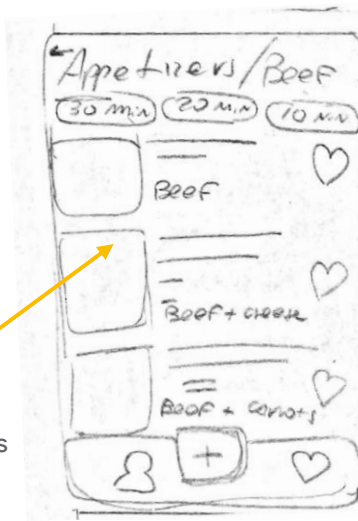 Appetizers/Beef
30 min 20 min 10 min
Beef
Beef + cheese
Beef + carrots
+
s